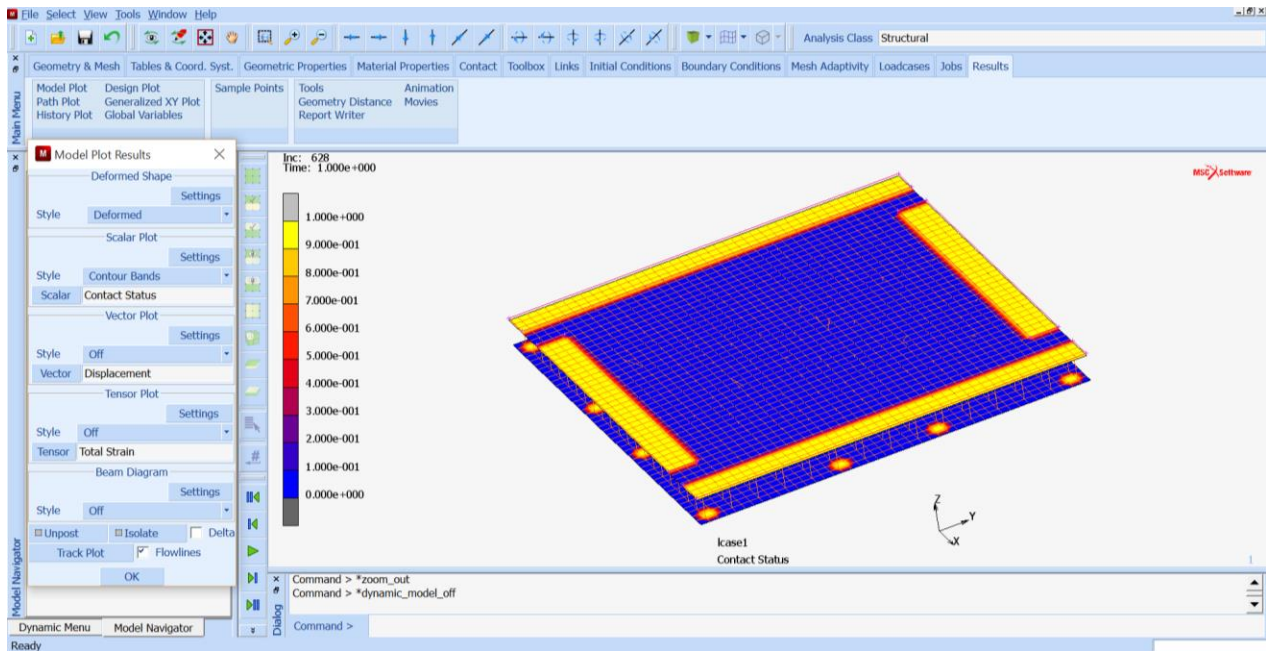 File Select View Tools Window Help
Analysis Class Structural
Geometry & Mesh Tables & Coord. Syst. Geometric Properties Material Properties Contact Toolbox Links Initial Conditions Boundary Conditions Mesh Adaptivity Loadcases Jobs Results
Main Menu
Model Plot Design Plot Sample Points Tools Animation
Path Plot Generalized XY Plot Geometry Distance Movies
History Plot Global Variables Report Writer
Model Plot Results
Deformed Shape
Settings
Style Deformed
Scalar Plot
Settings
Style Contour Bands
Scalar Contact Status
Vector Plot
Settings
Style Off
Vector Displacement
Tensor Plot
Settings
Style Off
Tensor Total Strain
Beam Diagram
Settings
Style Off
Unpost Isolate Delta
Track Plot Flowlines
OK
Model Navigator
Dynamic Menu Model Navigator
Ready
Inc: 628
Time: 1.000e+000
MSC Software
1.000e+000
9.000e-001
8.000e-001
7.000e-001
6.000e-001
5.000e-001
4.000e-001
3.000e-001
2.000e-001
1.000e-001
0.000e+000
Z
Y
X
lcase1
Contact Status
1
Dialog
Command > *zoom_out
Command > *dynamic_model_off
Command >